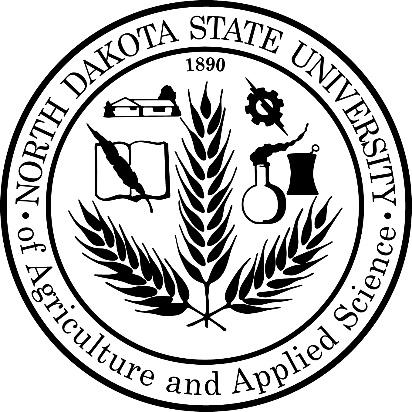 · NORTH DAKOTA STATE UNIVERSITY ·
of Agriculture and Applied Science
1890